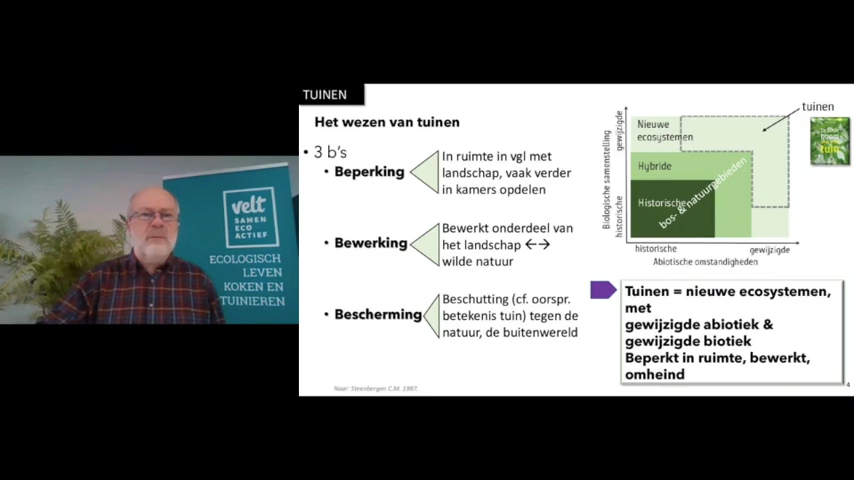 velt
SAMEN
ECO
ACTIEF
ECOLOGISCH
LEVEN
KOKEN EN
TUINIEREN
TUINEN
Het wezen van tuinen
• 3 b's
• Beperking
In ruimte in vgl met
landschap, vaak verder
in kamers opdelen
• Bewerking
Bewerkt onderdeel van
het landschap ←→
wilde natuur
• Bescherming
Beschutting (cf. oorspr.
betekenis tuin) tegen de
natuur, de buitenwereld
Naar: Steenbergen C.M. 1987.
tuinen
Biologische samenstelling
gewijzigde
historische
Nieuwe
ecosystemen
Hybride
Historische
bos- & natuurgebieden
historische
gewijzigde
Abiotische omstandigheden
tuin
Tuinen = nieuwe ecosystemen,
met
gewijzigde abiotiek &
gewijzigde biotiek
Beperkt in ruimte, bewerkt,
omheind
4